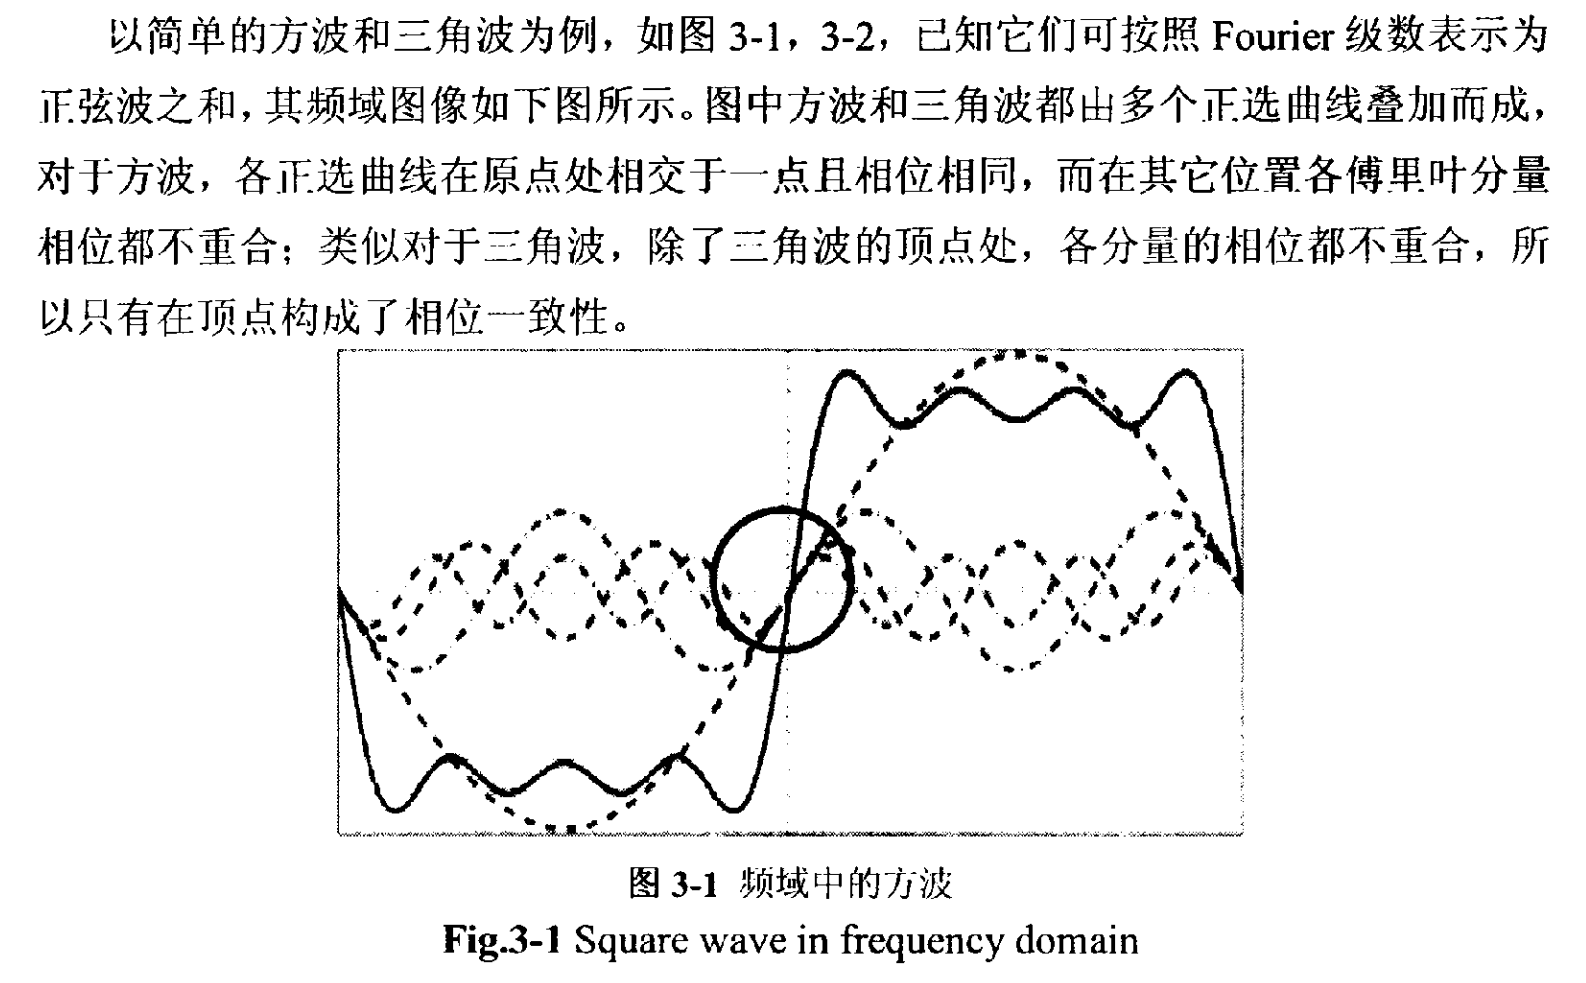 以简单的方波和三角波为例，如图 3-1，3-2，已知它们可按照 Fourier 级数表示为
正弦波之和，其频域图像如下图所示。图中方波和三角波都由多个正选曲线叠加而成，
对于方波，各正选曲线在原点处相交于一点且相位相同，而在其它位置各傅里叶分量
相位都不重合；类似对于三角波，除了三角波的顶点处，各分量的相位都不重合，所
以只有在顶点构成了相位一致性。
图 3-1 频域中的方波
Fig.3-1 Square wave in frequency domain